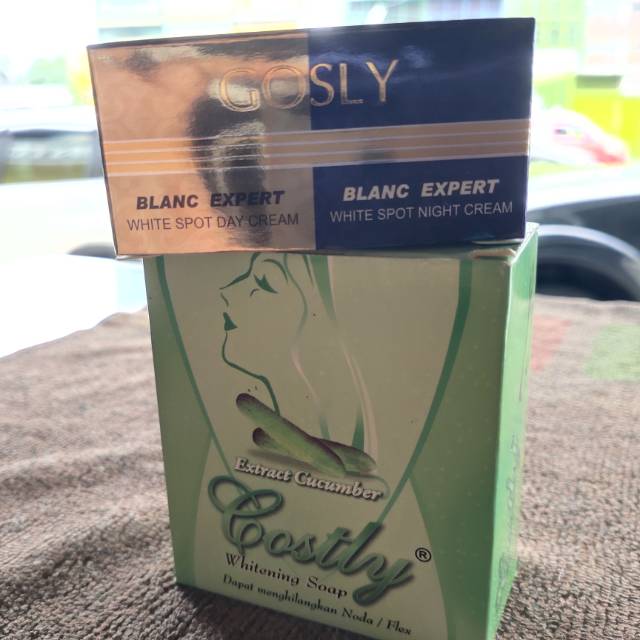 GOSLY
BLANC EXPERT
WHITE SPOT DAY CREAM
BLANC EXPERT
WHITE SPOT NIGHT CREAM
Extract Cucumber
Costly®
Whitening Soap
Dapat menghilangkan Noda / Flex